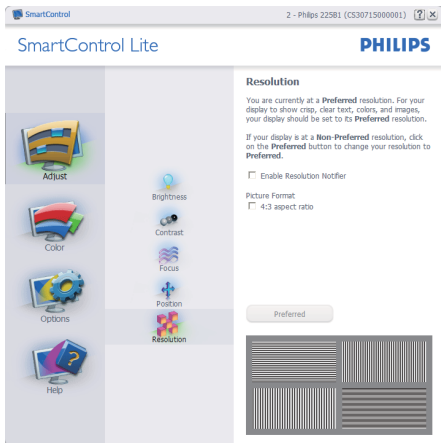 SmartControl
2 - Philips 225B1 (CS30715000001)
SmartControl Lite
PHILIPS
Adjust
Color
Options
Help
Brightness
Contrast
Focus
Position
Resolution
Resolution
You are currently at a Preferred resolution. For your
display to show crisp, clear text, colors, and images,
your display should be set to its Preferred resolution.
If your display is at a Non-Preferred resolution, click
on the Preferred button to change your resolution to
Preferred.
Enable Resolution Notifier
Picture Format
4:3 aspect ratio
Preferred